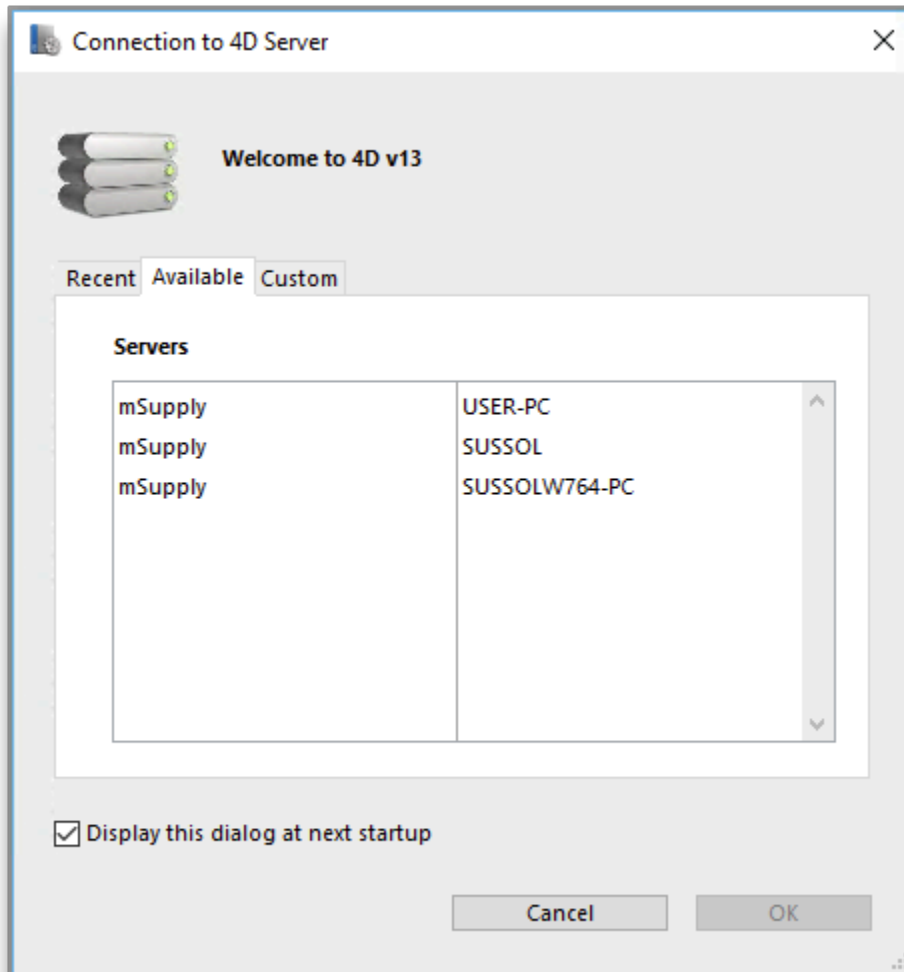 Connection to 4D Server
Welcome to 4D v13
Recent Available Custom
Servers
mSupply USER-PC
mSupply SUSSOL
mSupply SUSSOLW764-PC
Display this dialog at next startup
Cancel OK